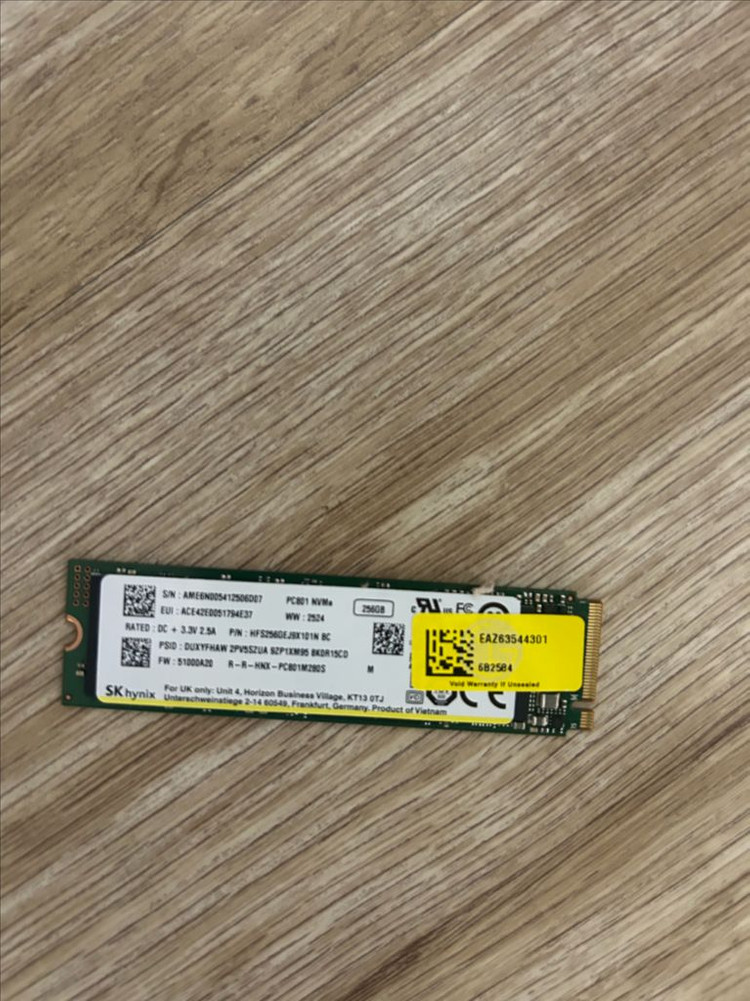 S/N : AME6N005412506D07
PC801 NVMe
256GB
EUI : ACE42E0051794E37
WW : 2524
RATED : DC + 3.3V 2.5A
P/N : HFS256GEJ9X101N BC
PSID : DUXYFHAW 2PV5SZUA 9ZP1XM95 8K0R15CD
FW : 51000A20
R-R-HNX-PC801M280S
M
SK hynix
For UK only: Unit 4, Horizon Business Village, KT13 0TJ
Unterschweinstiege 2-14 60549, Frankfurt, Germany. Product of Vietnam
EAZ63544301
6B25B4
Void Warranty if Unsealed